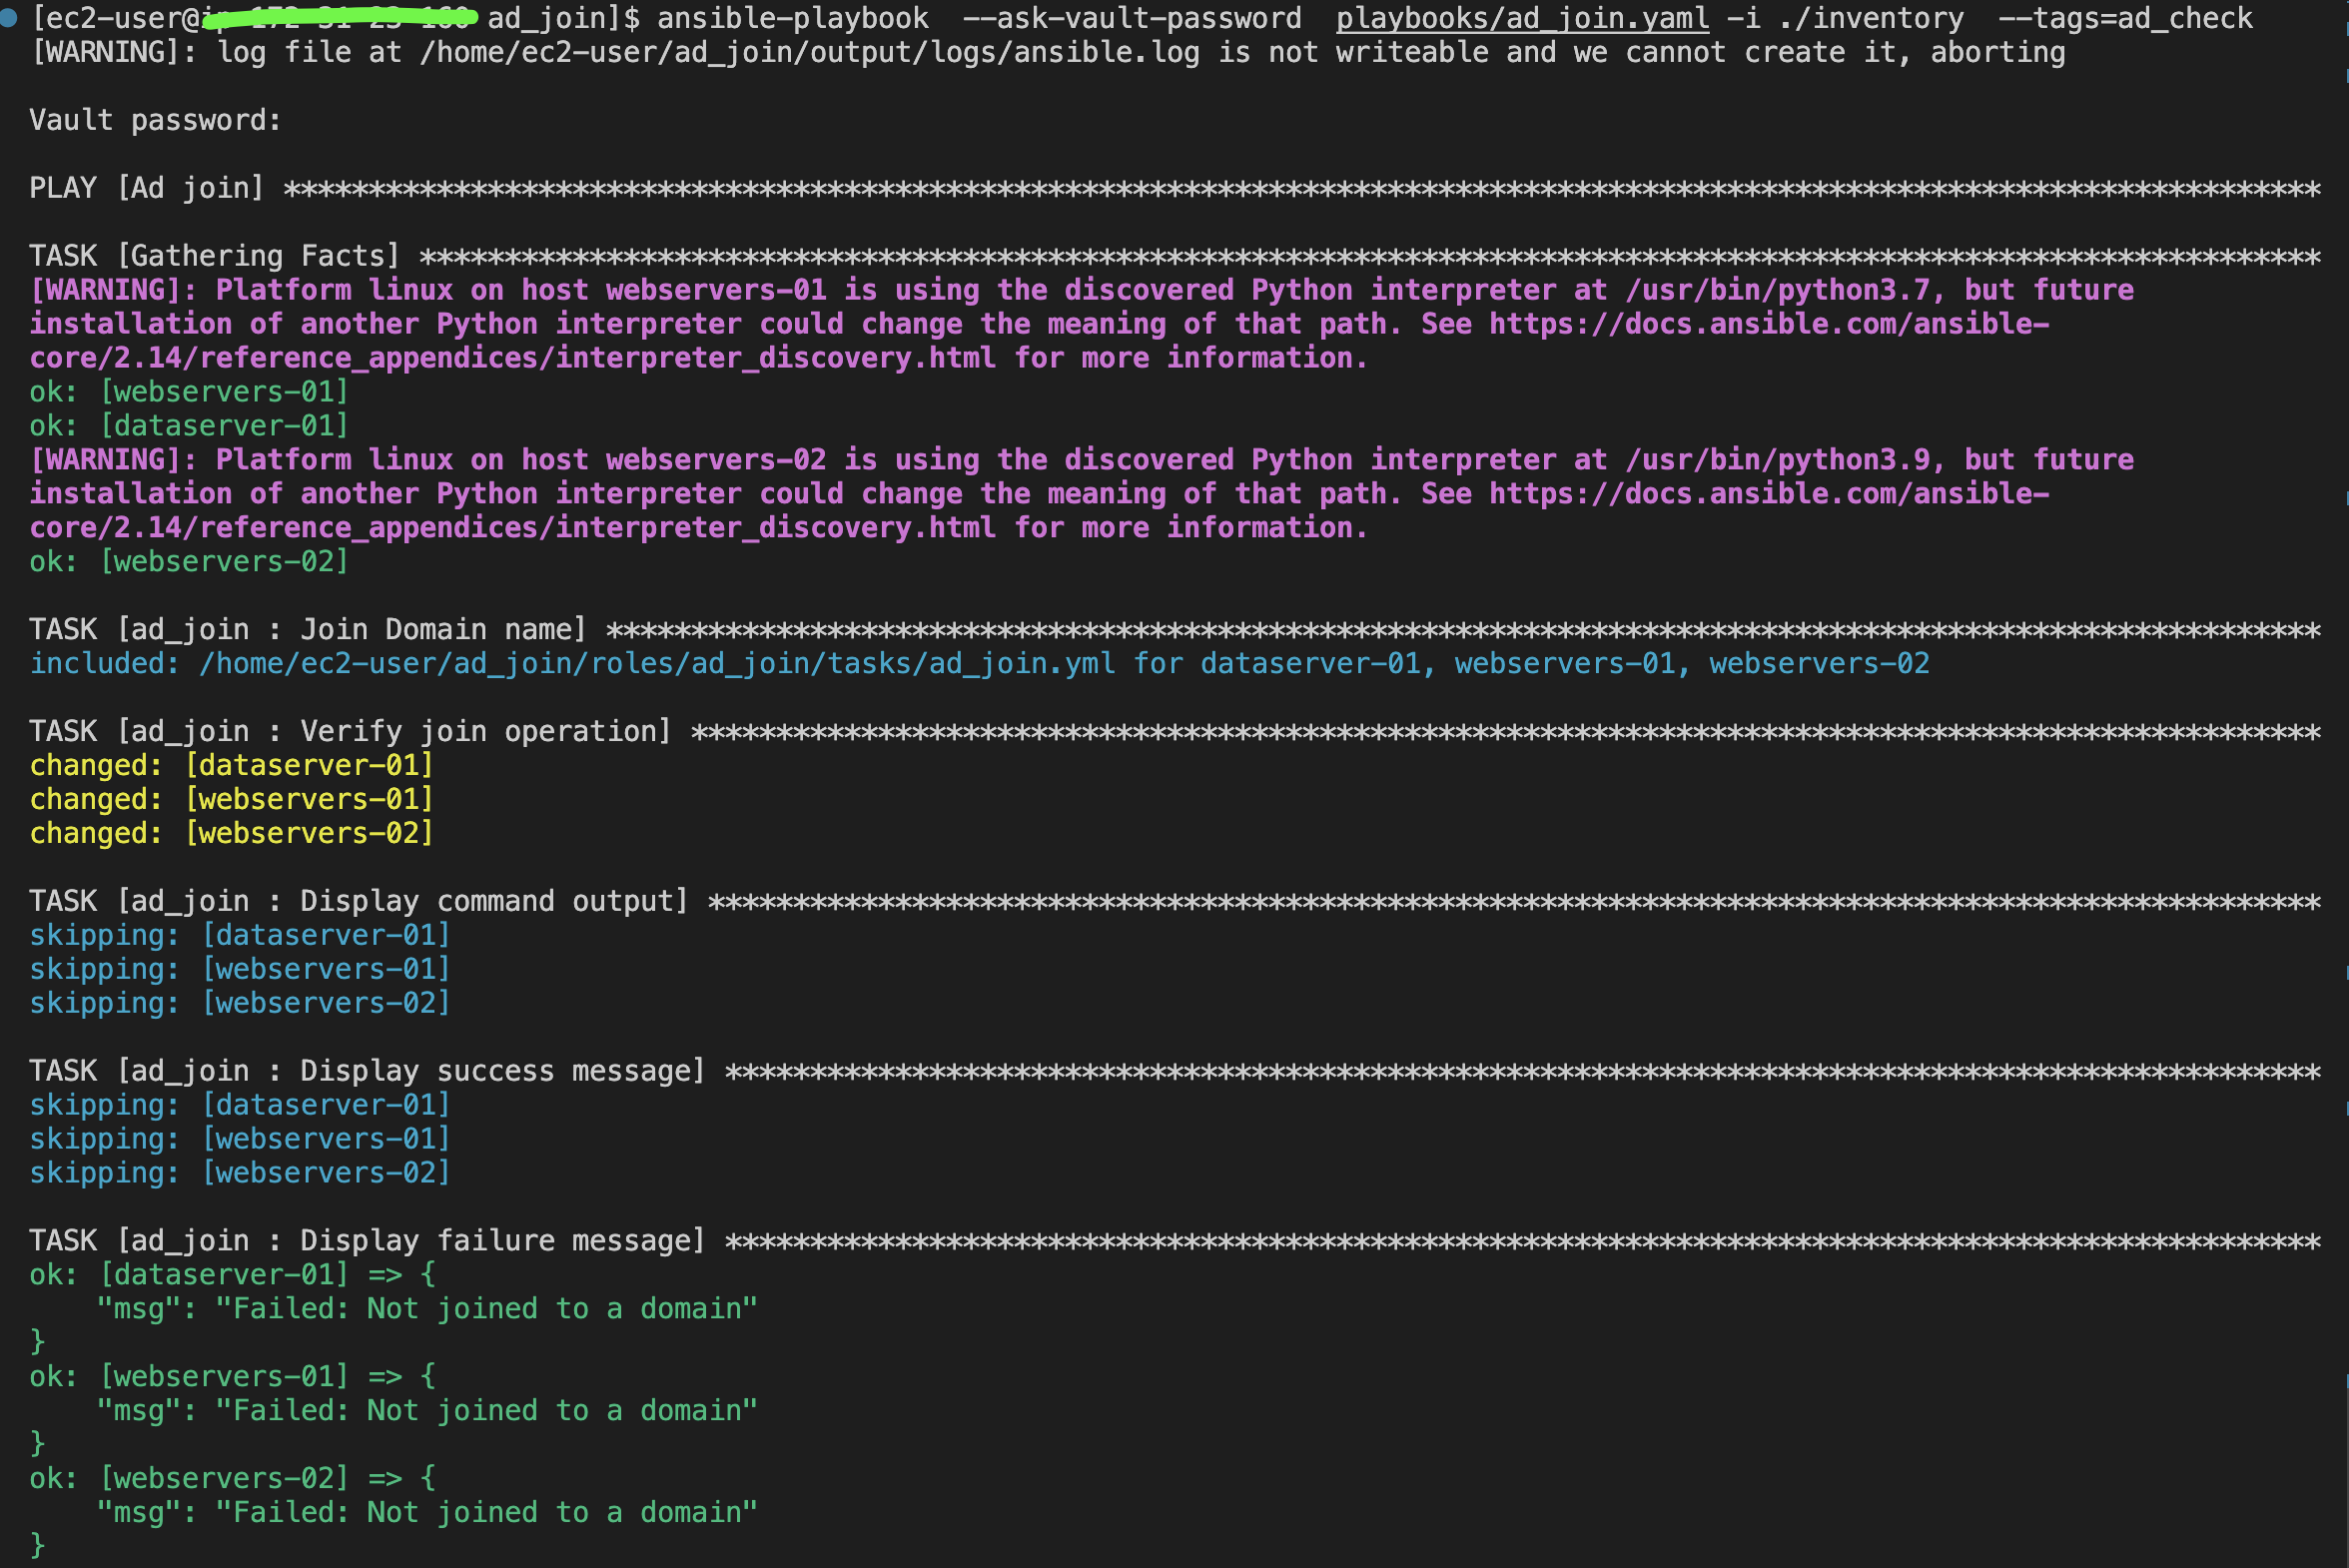 [ec2-user@ ad_join]$ ansible-playbook  --ask-vault-password  playbooks/ad_join.yaml -i ./inventory  --tags=ad_check
[WARNING]: log file at /home/ec2-user/ad_join/output/logs/ansible.log is not writeable and we cannot create it, aborting
Vault password:
PLAY [Ad join] ************************************************************************************************************************
TASK [Gathering Facts] ****************************************************************************************************************
[WARNING]: Platform linux on host webservers-01 is using the discovered Python interpreter at /usr/bin/python3.7, but future
installation of another Python interpreter could change the meaning of that path. See https://docs.ansible.com/ansible-
core/2.14/reference_appendices/interpreter_discovery.html for more information.
ok: [webservers-01]
ok: [dataserver-01]
[WARNING]: Platform linux on host webservers-02 is using the discovered Python interpreter at /usr/bin/python3.9, but future
installation of another Python interpreter could change the meaning of that path. See https://docs.ansible.com/ansible-
core/2.14/reference_appendices/interpreter_discovery.html for more information.
ok: [webservers-02]
TASK [ad_join : Join Domain name] *****************************************************************************************************
included: /home/ec2-user/ad_join/roles/ad_join/tasks/ad_join.yml for dataserver-01, webservers-01, webservers-02
TASK [ad_join : Verify join operation] ************************************************************************************************
changed: [dataserver-01]
changed: [webservers-01]
changed: [webservers-02]
TASK [ad_join : Display command output] ***********************************************************************************************
skipping: [dataserver-01]
skipping: [webservers-01]
skipping: [webservers-02]
TASK [ad_join : Display success message] **********************************************************************************************
skipping: [dataserver-01]
skipping: [webservers-01]
skipping: [webservers-02]
TASK [ad_join : Display failure message] **********************************************************************************************
ok: [dataserver-01] => {
    "msg": "Failed: Not joined to a domain"
}
ok: [webservers-01] => {
    "msg": "Failed: Not joined to a domain"
}
ok: [webservers-02] => {
    "msg": "Failed: Not joined to a domain"
}